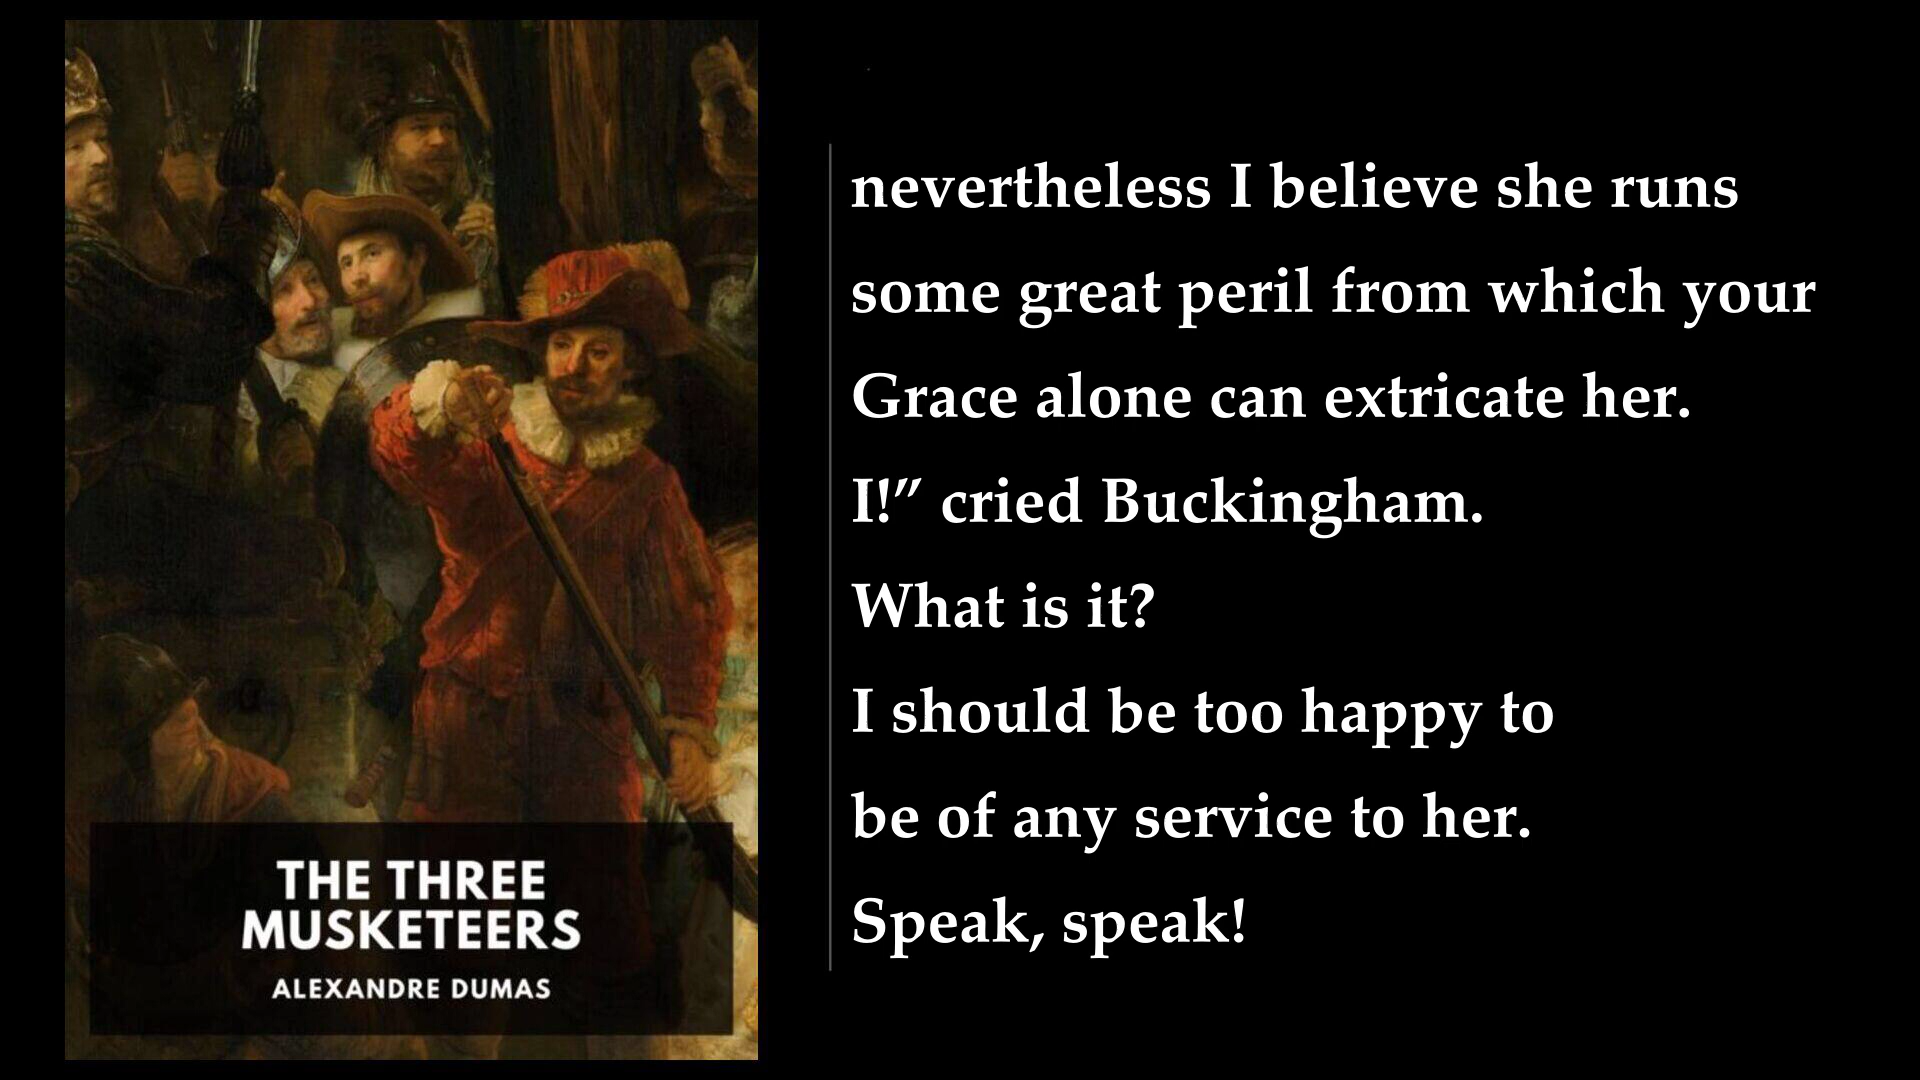 THE THREE
MUSKETEERS
ALEXANDRE DUMAS
nevertheless I believe she runs
some great peril from which your
Grace alone can extricate her.
I!” cried Buckingham.
What is it?
I should be too happy to
be of any service to her.
Speak, speak!